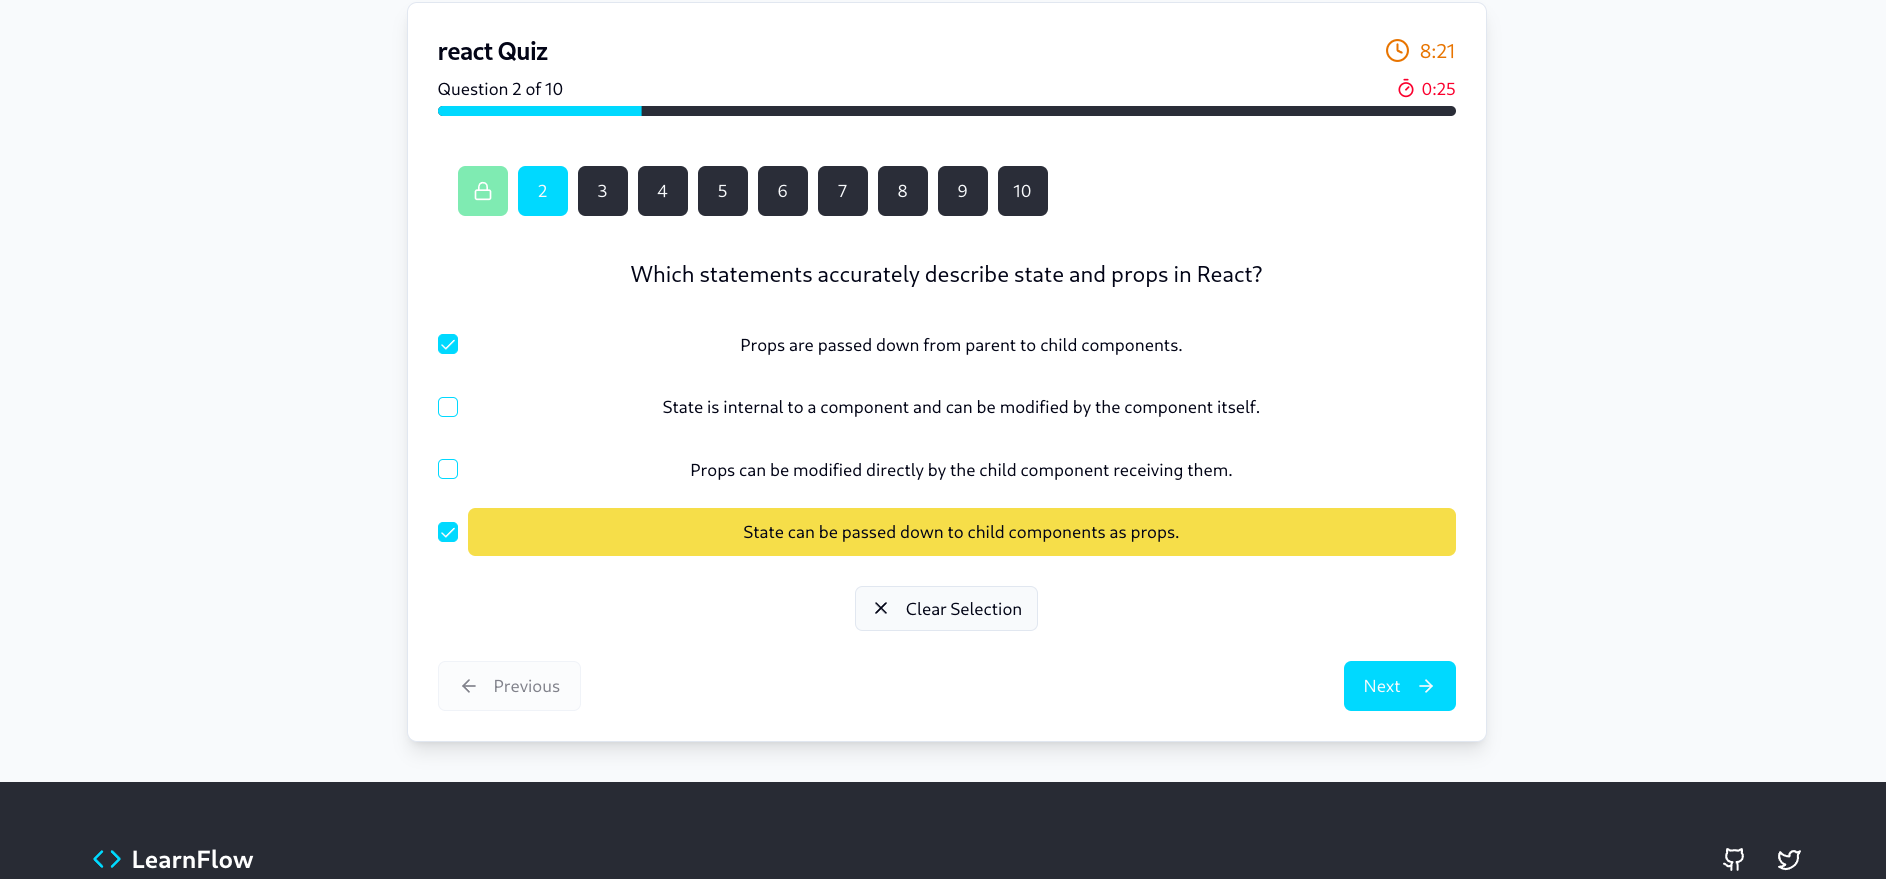 react Quiz
8:21
Question 2 of 10
0:25
2 3 4 5 6 7 8 9 10
Which statements accurately describe state and props in React?
Props are passed down from parent to child components.
State is internal to a component and can be modified by the component itself.
Props can be modified directly by the child component receiving them.
State can be passed down to child components as props.
Clear Selection
Previous
Next
LearnFlow